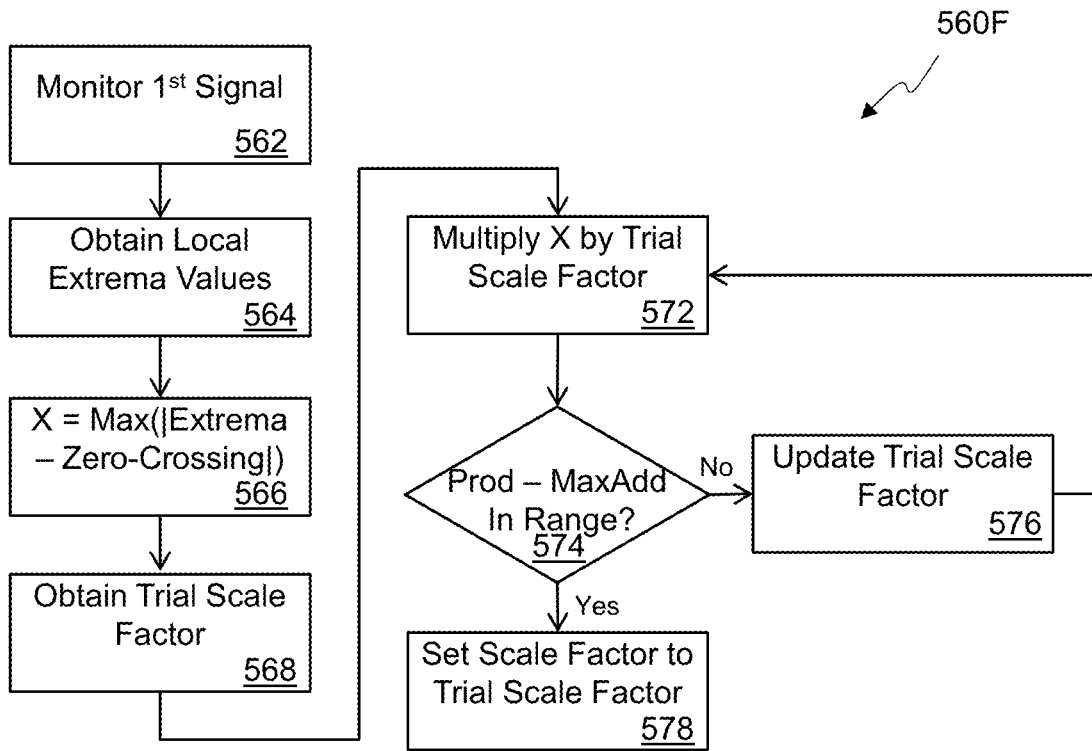 560F
Monitor 1st Signal
562
Obtain Local
Extrema Values
564
X = Max(|Extrema
– Zero-Crossing|)
566
Obtain Trial Scale
Factor
568
Multiply X by Trial
Scale Factor
572
Prod – MaxAdd
In Range?
574
No
Update Trial Scale
Factor
576
Yes
Set Scale Factor to
Trial Scale Factor
578